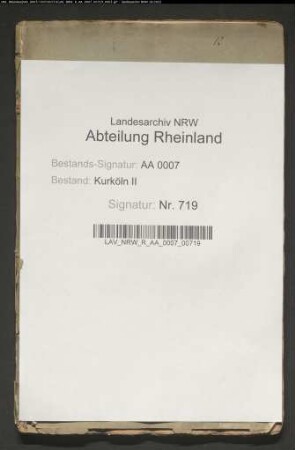 Landesarchiv NRW
Abteilung Rheinland
Bestands-Signatur: AA 0007
Bestand: Kurköln II
Signatur: Nr. 719
LAV_NRW_R_AA_0007_00719